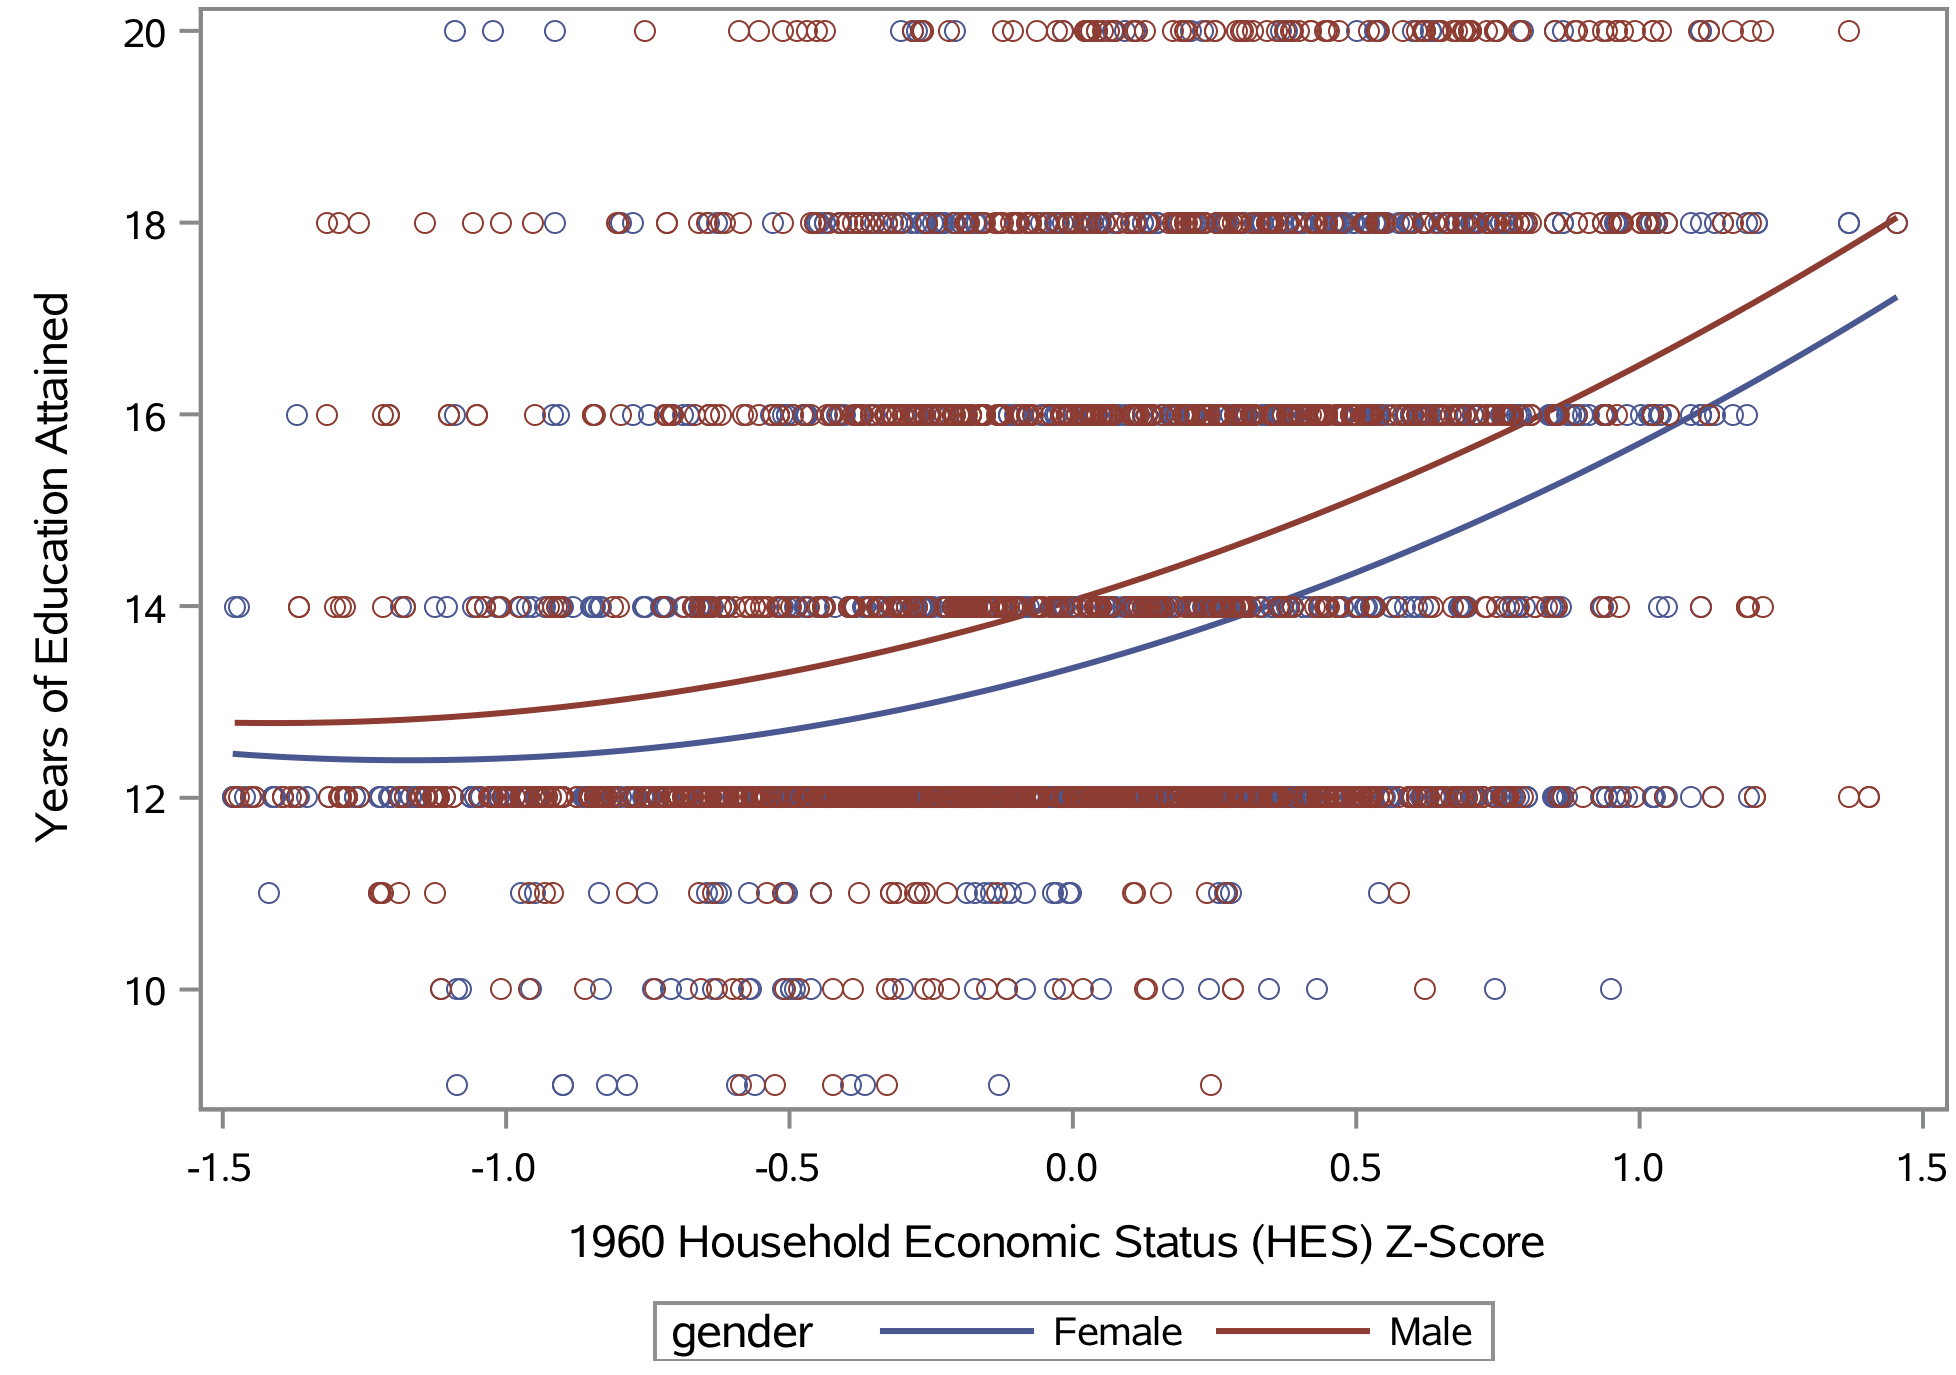 20
18
16
14
12
10
Years of Education Attained
-1.5 -1.0 -0.5 0.0 0.5 1.0 1.5
1960 Household Economic Status (HES) Z-Score
gender Female Male